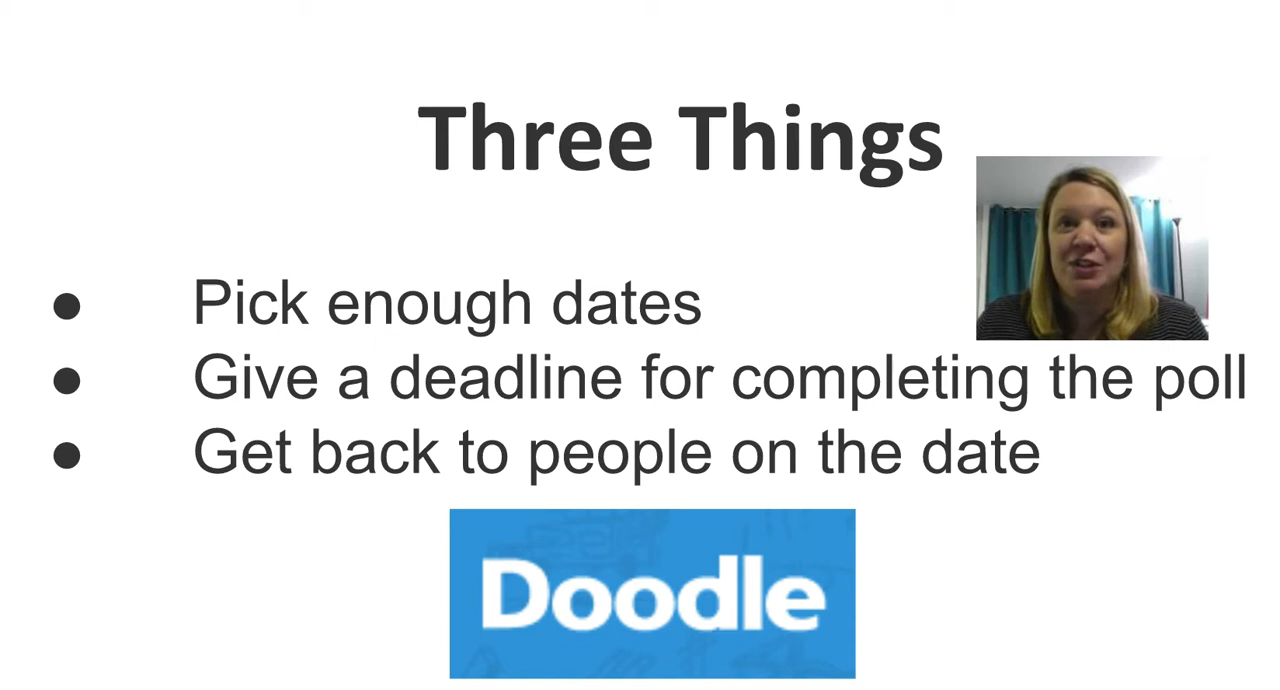 Three Things
● Pick enough dates
● Give a deadline for completing the poll
● Get back to people on the date
Doodle